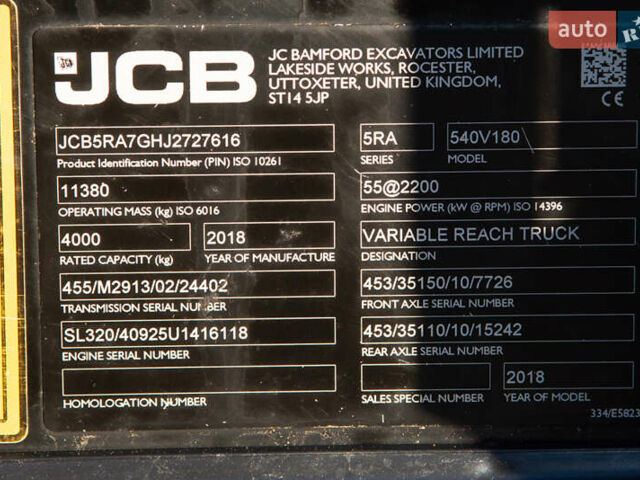 auto
JCB
JC BAMFORD EXCAVATORS LIMITED
LAKESIDE WORKS, ROCESTER,
UTTOXETER, UNITED KINGDOM,
ST14 5JP
CE
JCB5RA7GHJ2727616
Product Identification Number (PIN) ISO 10261
5RA
SERIES
540V180
MODEL
11380
OPERATING MASS (kg) ISO 6016
55@2200
ENGINE POWER (kW @ RPM) ISO 14396
4000
RATED CAPACITY (kg)
2018
YEAR OF MANUFACTURE
VARIABLE REACH TRUCK
DESIGNATION
455/M2913/02/24402
TRANSMISSION SERIAL NUMBER
453/35150/10/7726
FRONT AXLE SERIAL NUMBER
SL320/40925U1416118
ENGINE SERIAL NUMBER
453/35110/10/15242
REAR AXLE SERIAL NUMBER
HOMOLOGATION NUMBER
SALES SPECIAL NUMBER
2018
YEAR OF MODEL
334/E5823